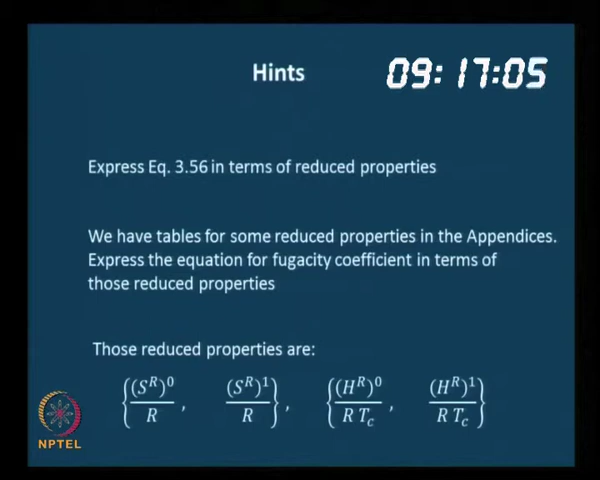 Hints
09:17:05
Express Eq. 3.56 in terms of reduced properties
We have tables for some reduced properties in the Appendices.
Express the equation for fugacity coefficient in terms of
those reduced properties
Those reduced properties are:
{(S^R)^0/R, (S^R)^1/R}, {(H^R)^0/R T_c, (H^R)^1/R T_c}
NPTEL